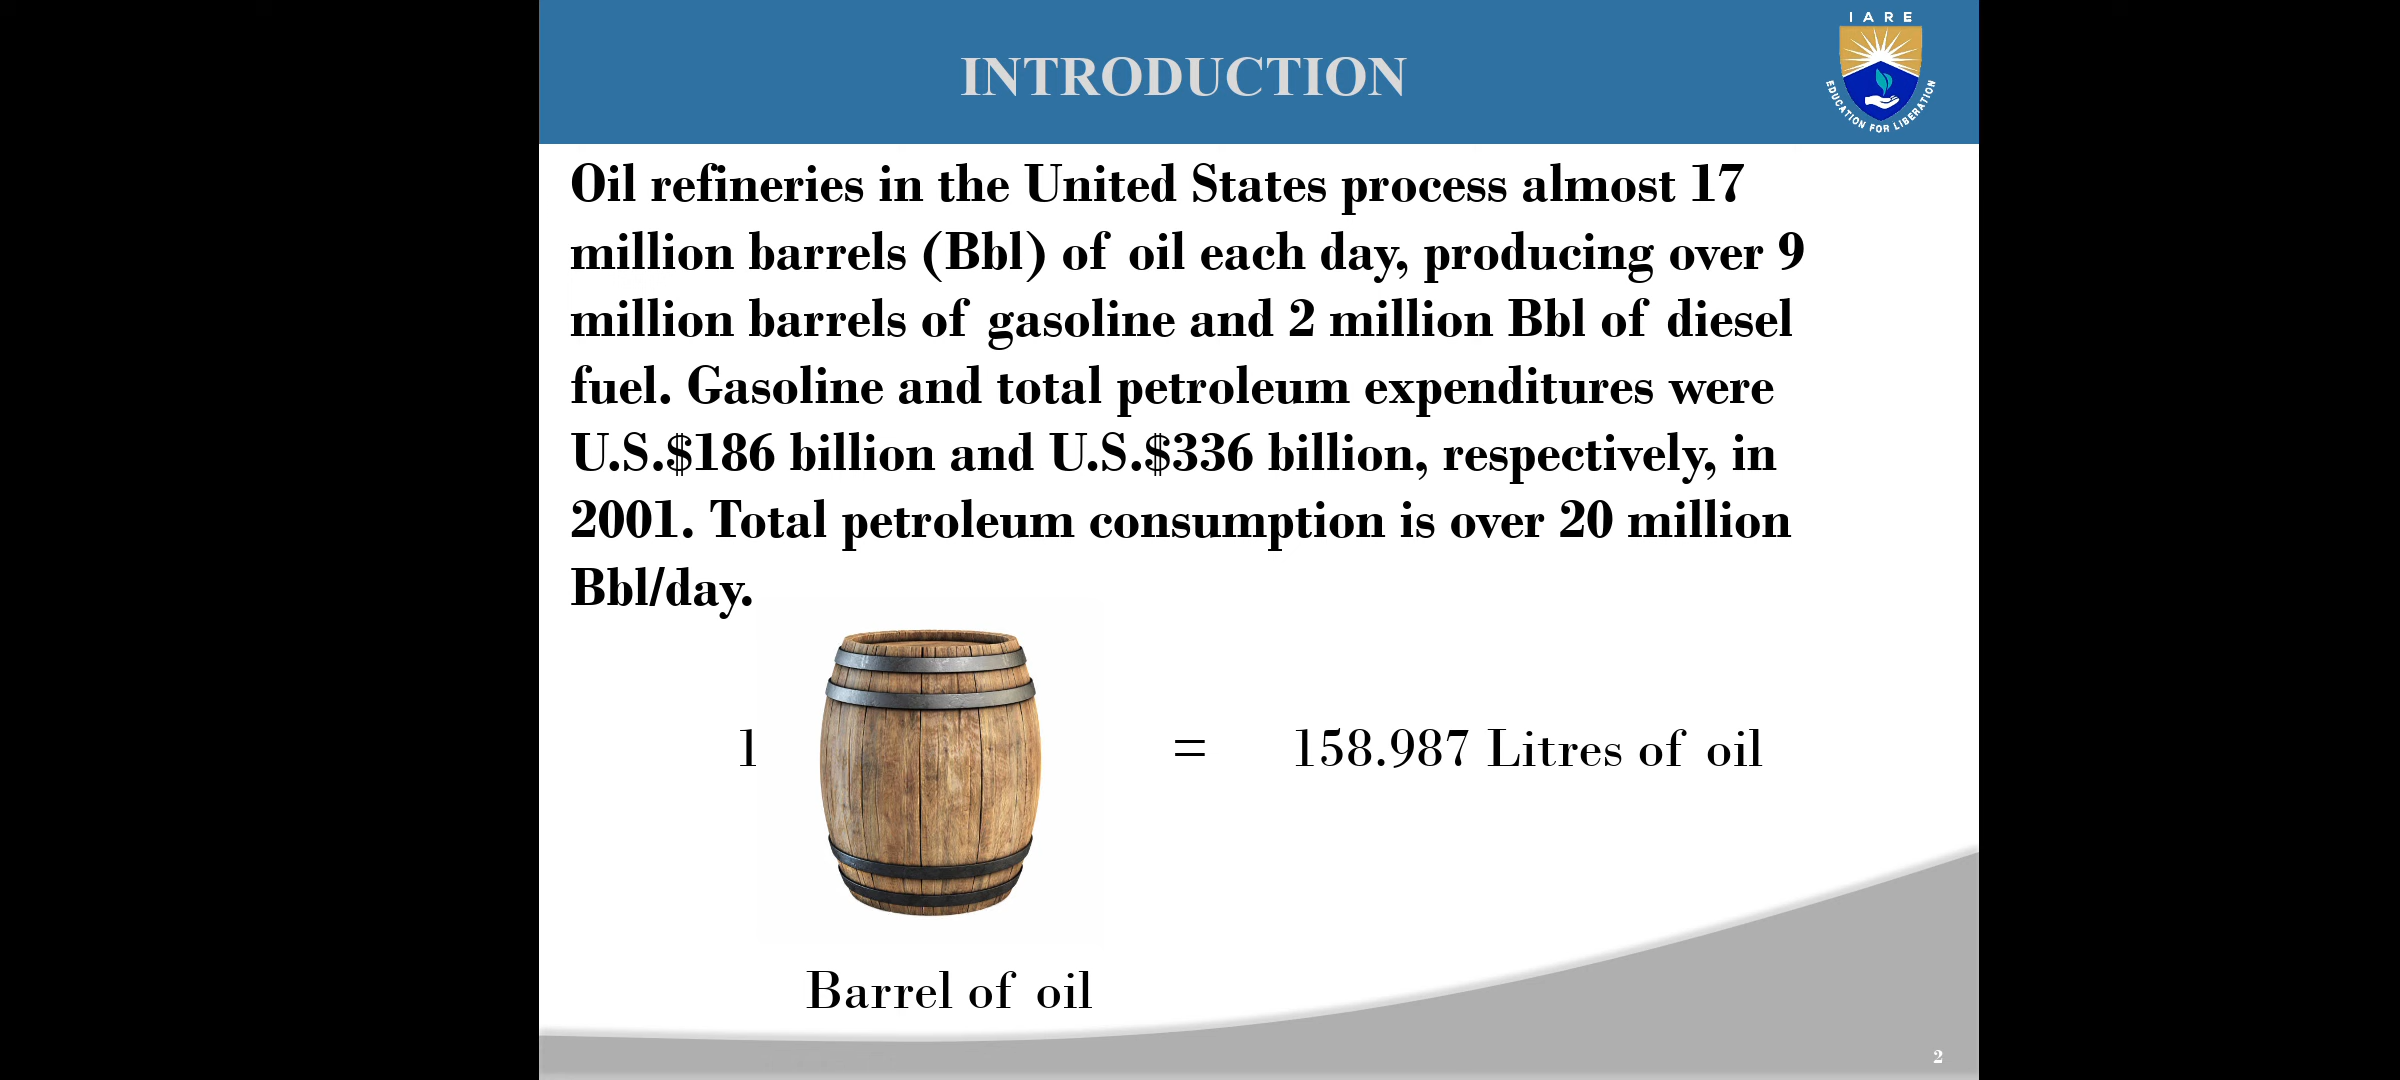 I A R E
EDUCATION FOR LIBERATION
INTRODUCTION
Oil refineries in the United States process almost 17
million barrels (Bbl) of oil each day, producing over 9
million barrels of gasoline and 2 million Bbl of diesel
fuel. Gasoline and total petroleum expenditures were
U.S.$186 billion and U.S.$336 billion, respectively, in
2001. Total petroleum consumption is over 20 million
Bbl/day.
1 = 158.987 Litres of oil
Barrel of oil
2